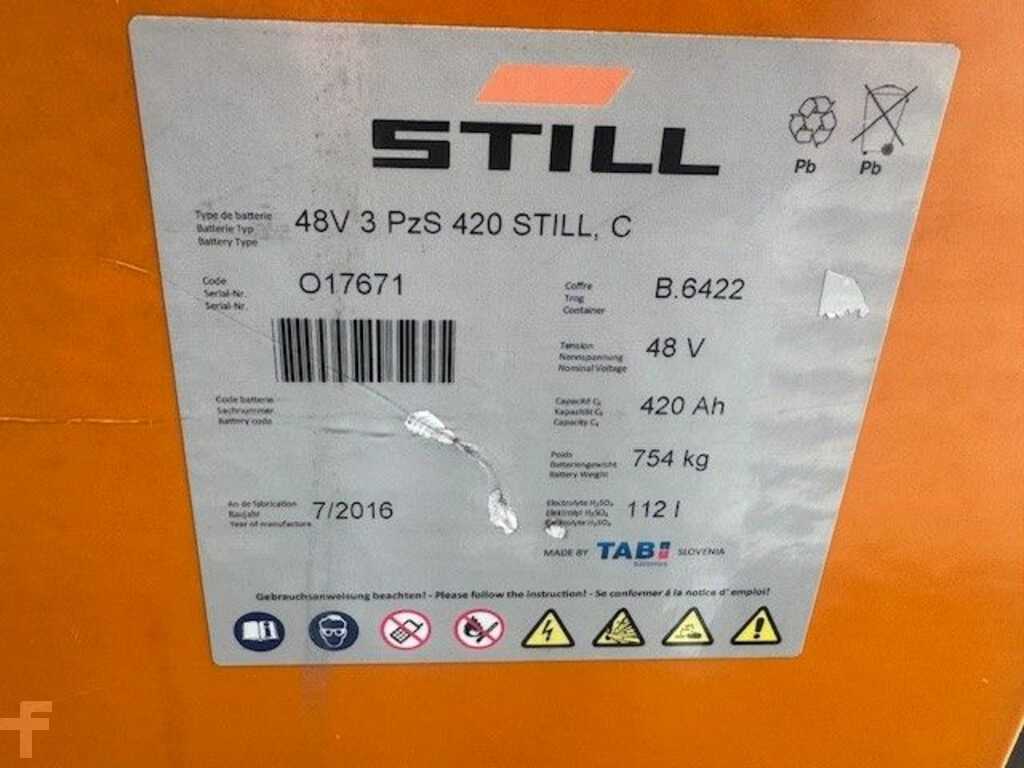 STILL
Pb Pb
Type de batterie
Batterie Typ
Battery Type
48V 3 PzS 420 STILL, C
Code
Serial-Nr.
Serial-Nr.
O17671
Coffre
Trog
Container
B.6422
Tension
Nennspannung
Nominal Voltage
48 V
Code batterie
Sachnummer
Battery code
Capacité C₅
Kapazität C₅
Capacity C₅
420 Ah
Poids
Batteriengewicht
Battery Weight
754 kg
An de fabrication
Baujahr
Year of manufacture
7/2016
Electrolyte H₂SO₄
Elektrolyt H₂SO₄
Electrolyte H₂SO₄
112 l
MADE BY TAB batteries SLOVENIA
Gebrauchsanweisung beachten! - Please follow the instruction! - Se conformer á la notice d' emploi!